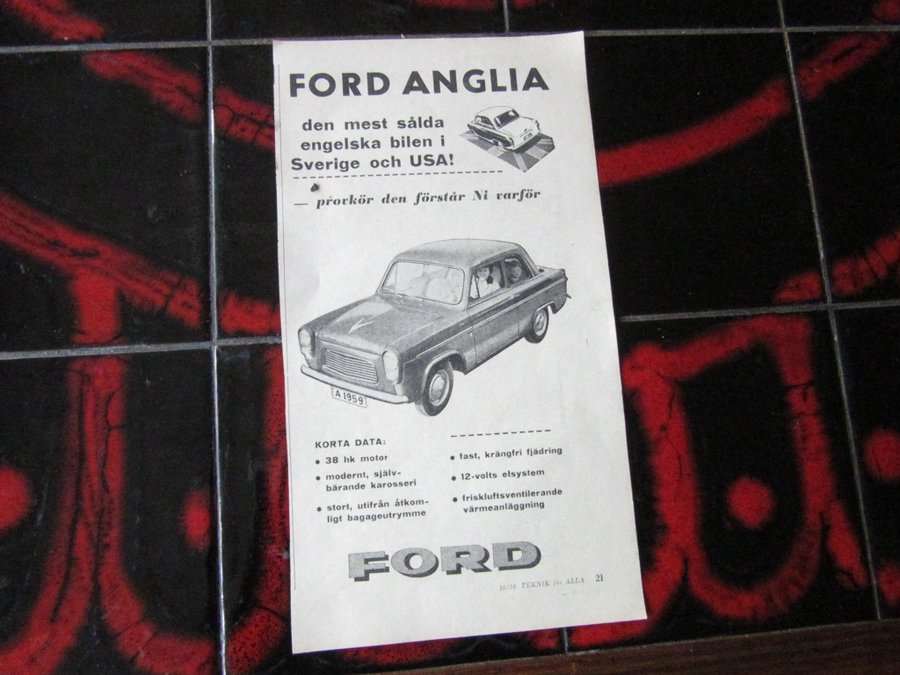 FORD ANGLIA
den mest sålda
engelska bilen i
Sverige och USA!
— provkör den förstår Ni varför
A 1959
KORTA DATA:
• 38 hk motor
• modernt, själv-
bärande karosseri
• stort, utifrån åtkom-
ligt bagageutrymme
• fast, krängfri fjädring
• 12-volts elsystem
• friskluftsventilerande
värmeanläggning
FORD
20/58 TEKNIK för ALLA 21